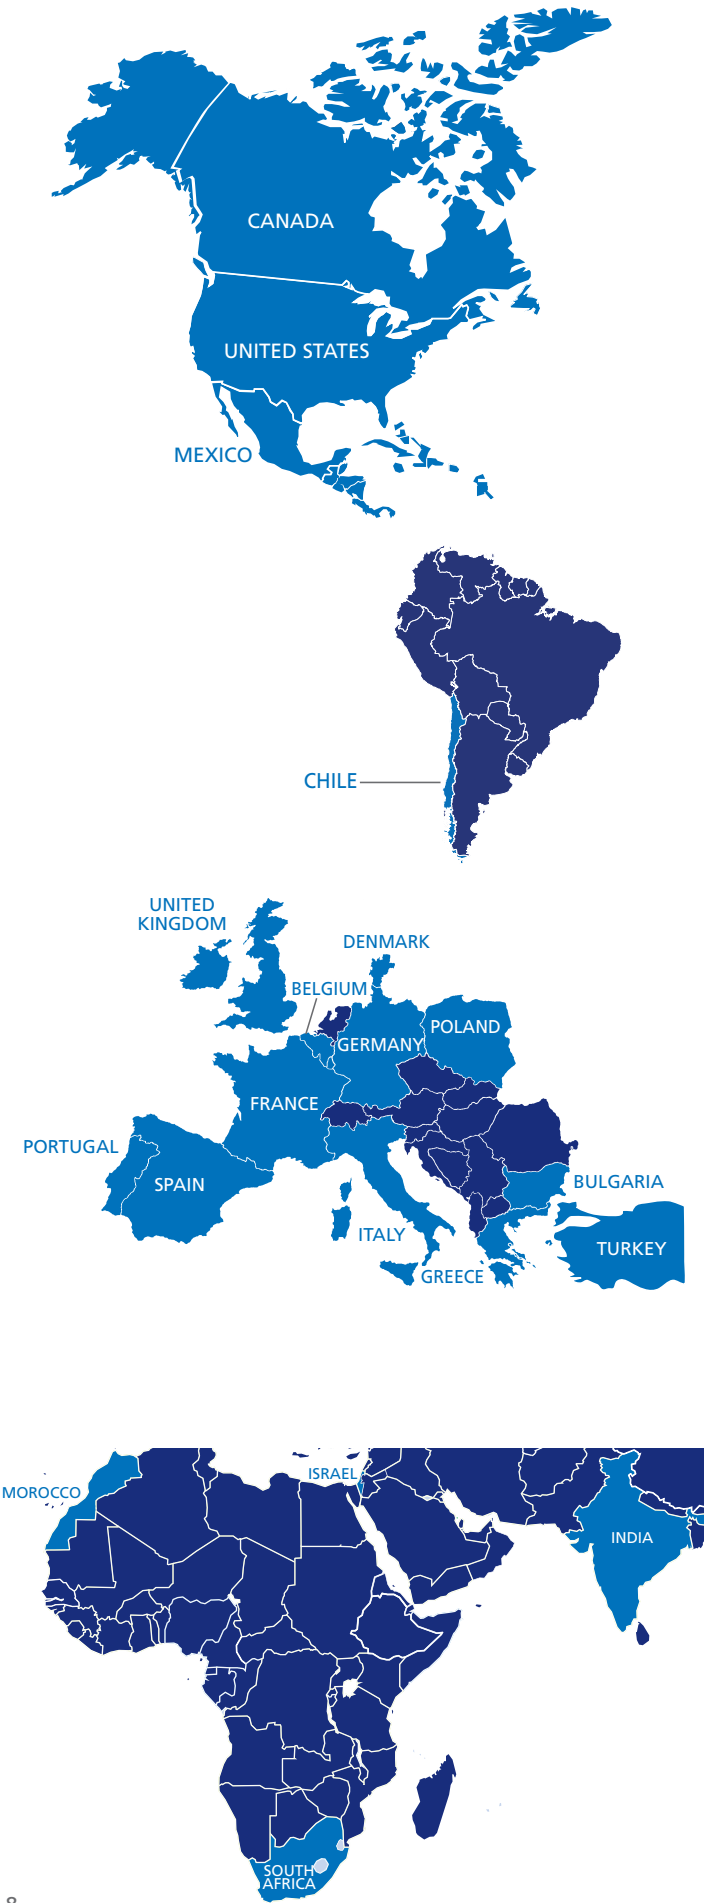 CANADA
UNITED STATES
MEXICO
CHILE
UNITED
KINGDOM
DENMARK
BELGIUM
POLAND
GERMANY
FRANCE
PORTUGAL
SPAIN
BULGARIA
ITALY
TURKEY
GREECE
ISRAEL
MOROCCO
INDIA
SOUTH
AFRICA
8